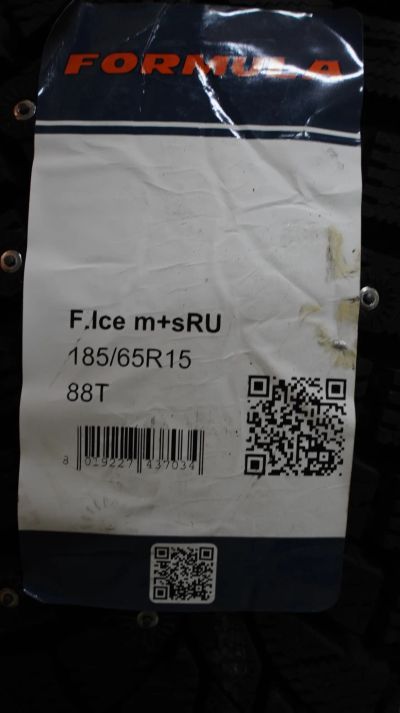 FORMULA
F.Ice m+sRU
185/65R15
88T
8 019227 437034